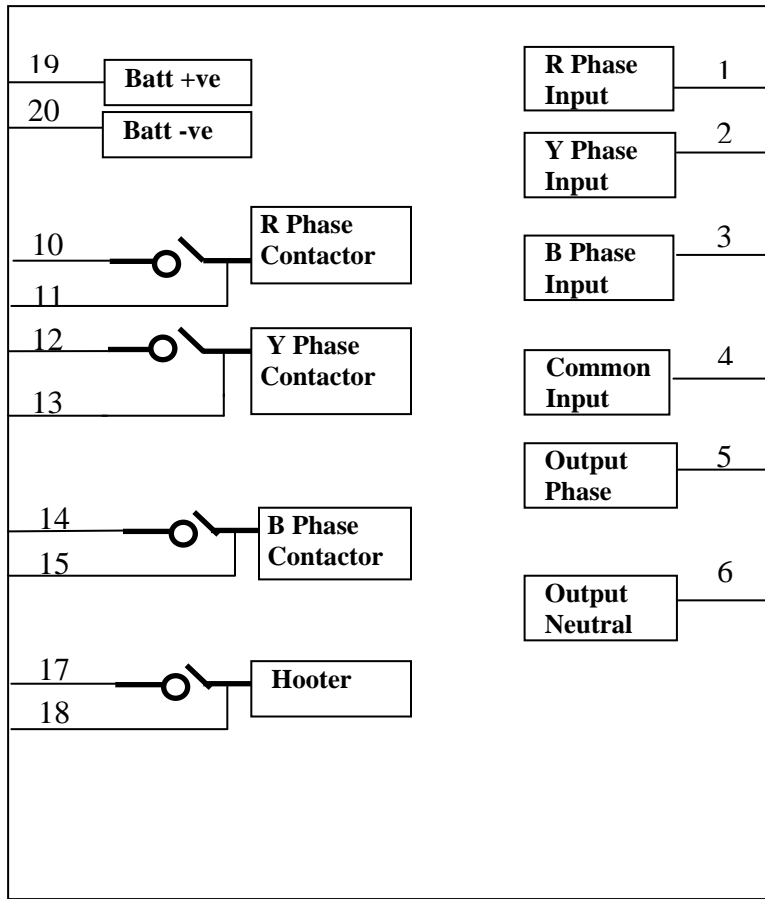 19
Batt +ve
20
Batt -ve
10
R Phase
Contactor
11
12
Y Phase
Contactor
13
14
B Phase
Contactor
15
17
Hooter
18
R Phase
Input
1
Y Phase
Input
2
B Phase
Input
3
Common
Input
4
Output
Phase
5
Output
Neutral
6